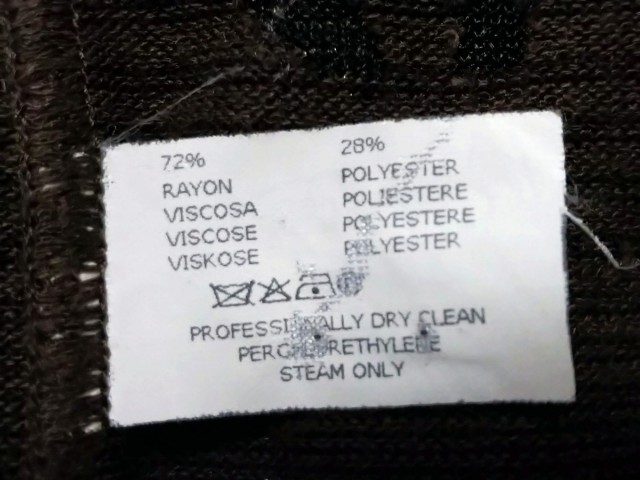 72%
RAYON
VISCOSA
VISCOSE
VISKOSE
28%
POLYESTER
POLIESTERE
POLYESTERE
POLYESTER
PROFESSIONALLY DRY CLEAN
PERCHLORETHYLENE
STEAM ONLY